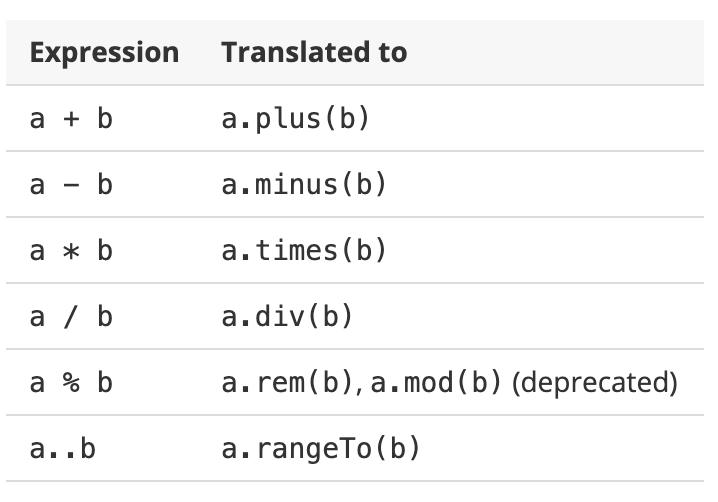 Expression Translated to
a + b a.plus(b)
a - b a.minus(b)
a * b a.times(b)
a / b a.div(b)
a % b a.rem(b), a.mod(b) (deprecated)
a..b a.rangeTo(b)